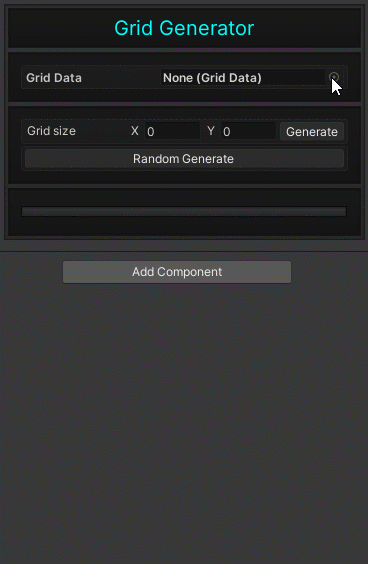 Grid Generator
Grid Data None (Grid Data)
Grid size X 0 Y 0 Generate
Random Generate
Add Component